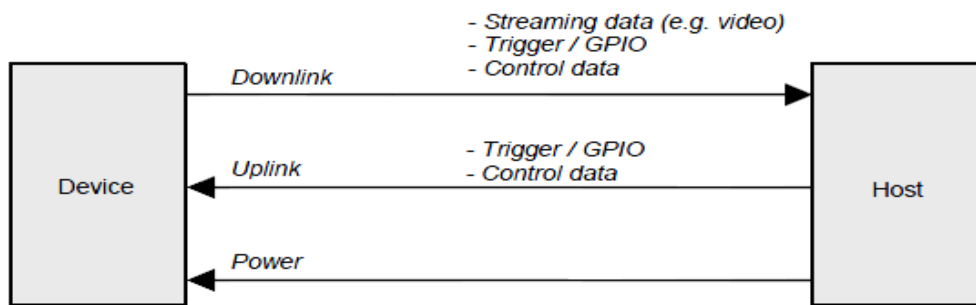 - Streaming data (e.g. video)
- Trigger / GPIO
- Control data
Downlink
- Trigger / GPIO
- Control data
Uplink
Device
Host
Power